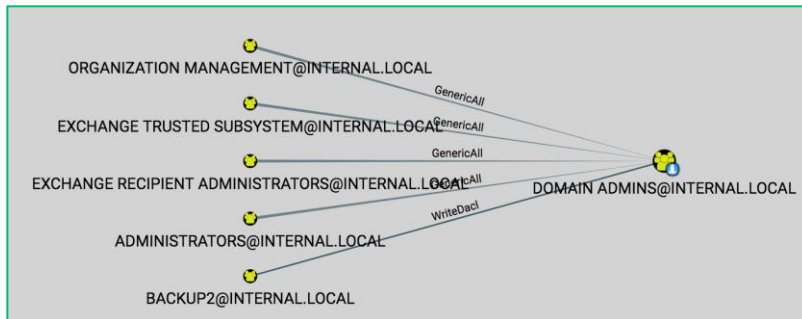 ORGANIZATION MANAGEMENT@INTERNAL.LOCAL
GenericAll
EXCHANGE TRUSTED SUBSYSTEM@INTERNAL.LOCAL
GenericAll
GenericAll
EXCHANGE RECIPIENT ADMINISTRATORS@INTERNAL.LOCAL
GenericAll
DOMAIN ADMINS@INTERNAL.LOCAL
WriteDacl
ADMINISTRATORS@INTERNAL.LOCAL
BACKUP2@INTERNAL.LOCAL